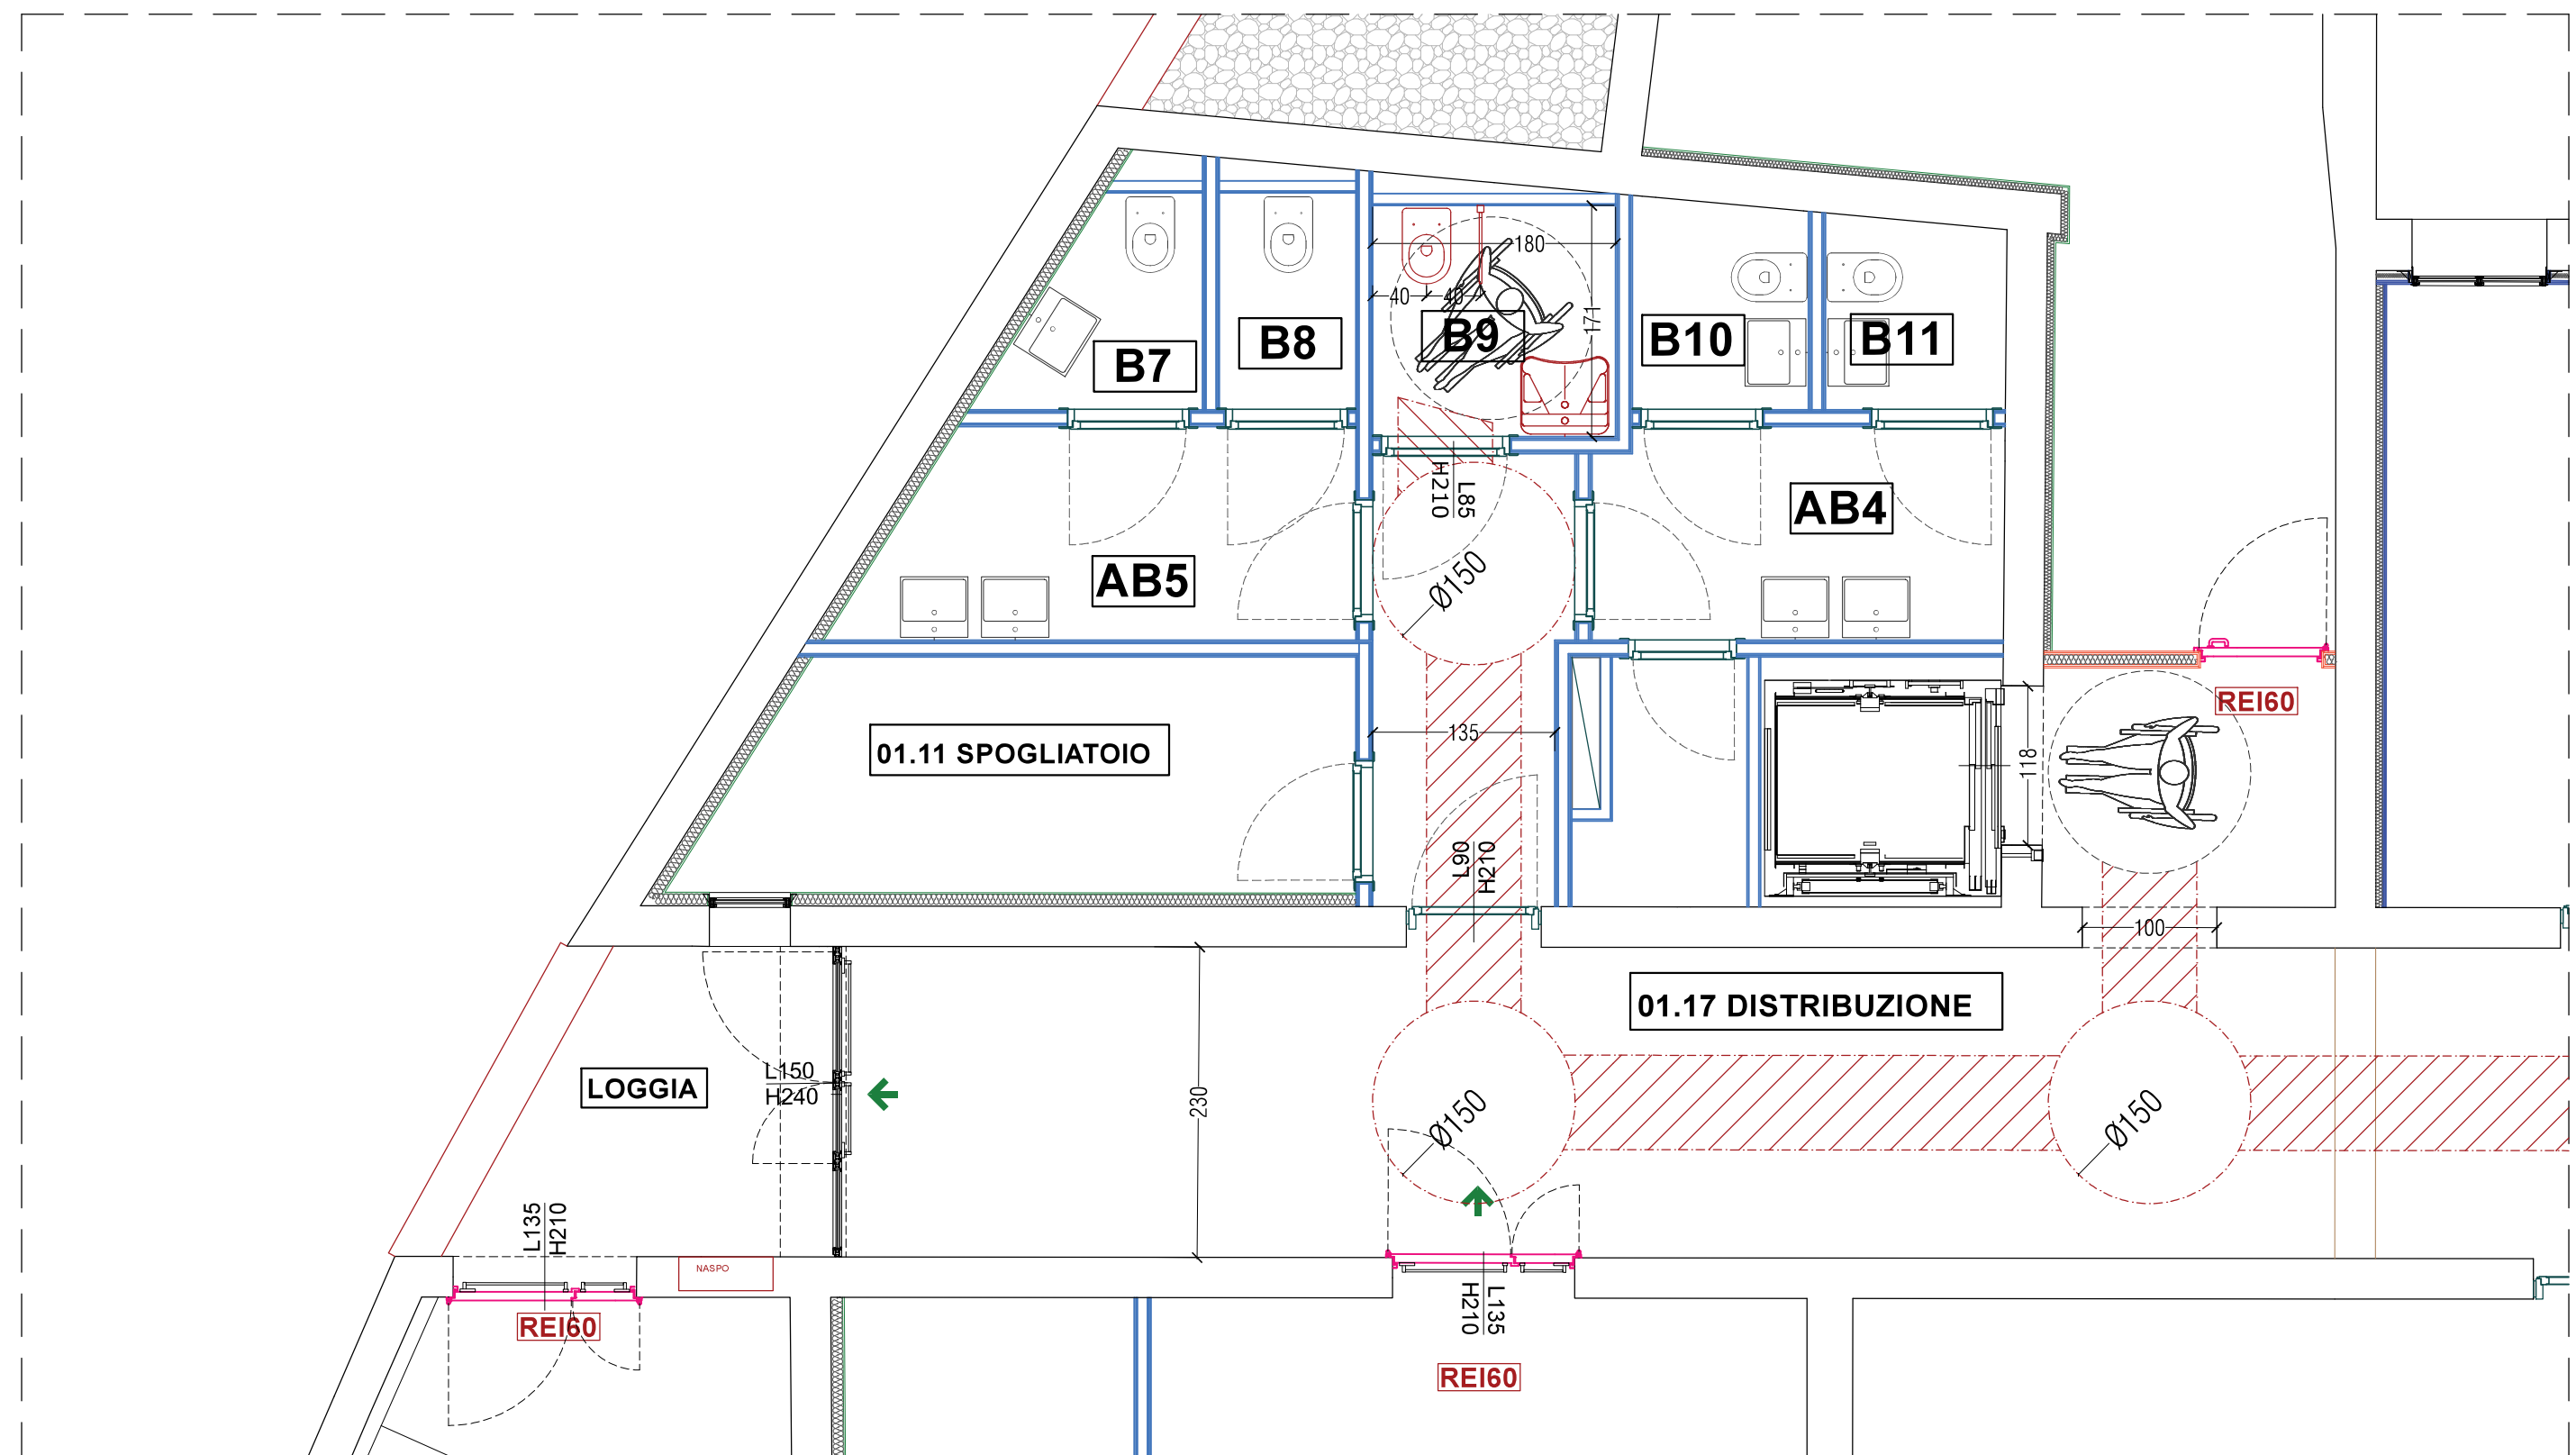 180
40
40
171
B7
B8
B9
B10
B11
L85
H210
AB4
AB5
Ø150
REI60
135
118
01.11 SPOGLIATOIO
L90
H210
100
01.17 DISTRIBUZIONE
LOGGIA
L150
H240
230
Ø150
Ø150
L135
H210
NASPO
REI60
L135
H210
REI60